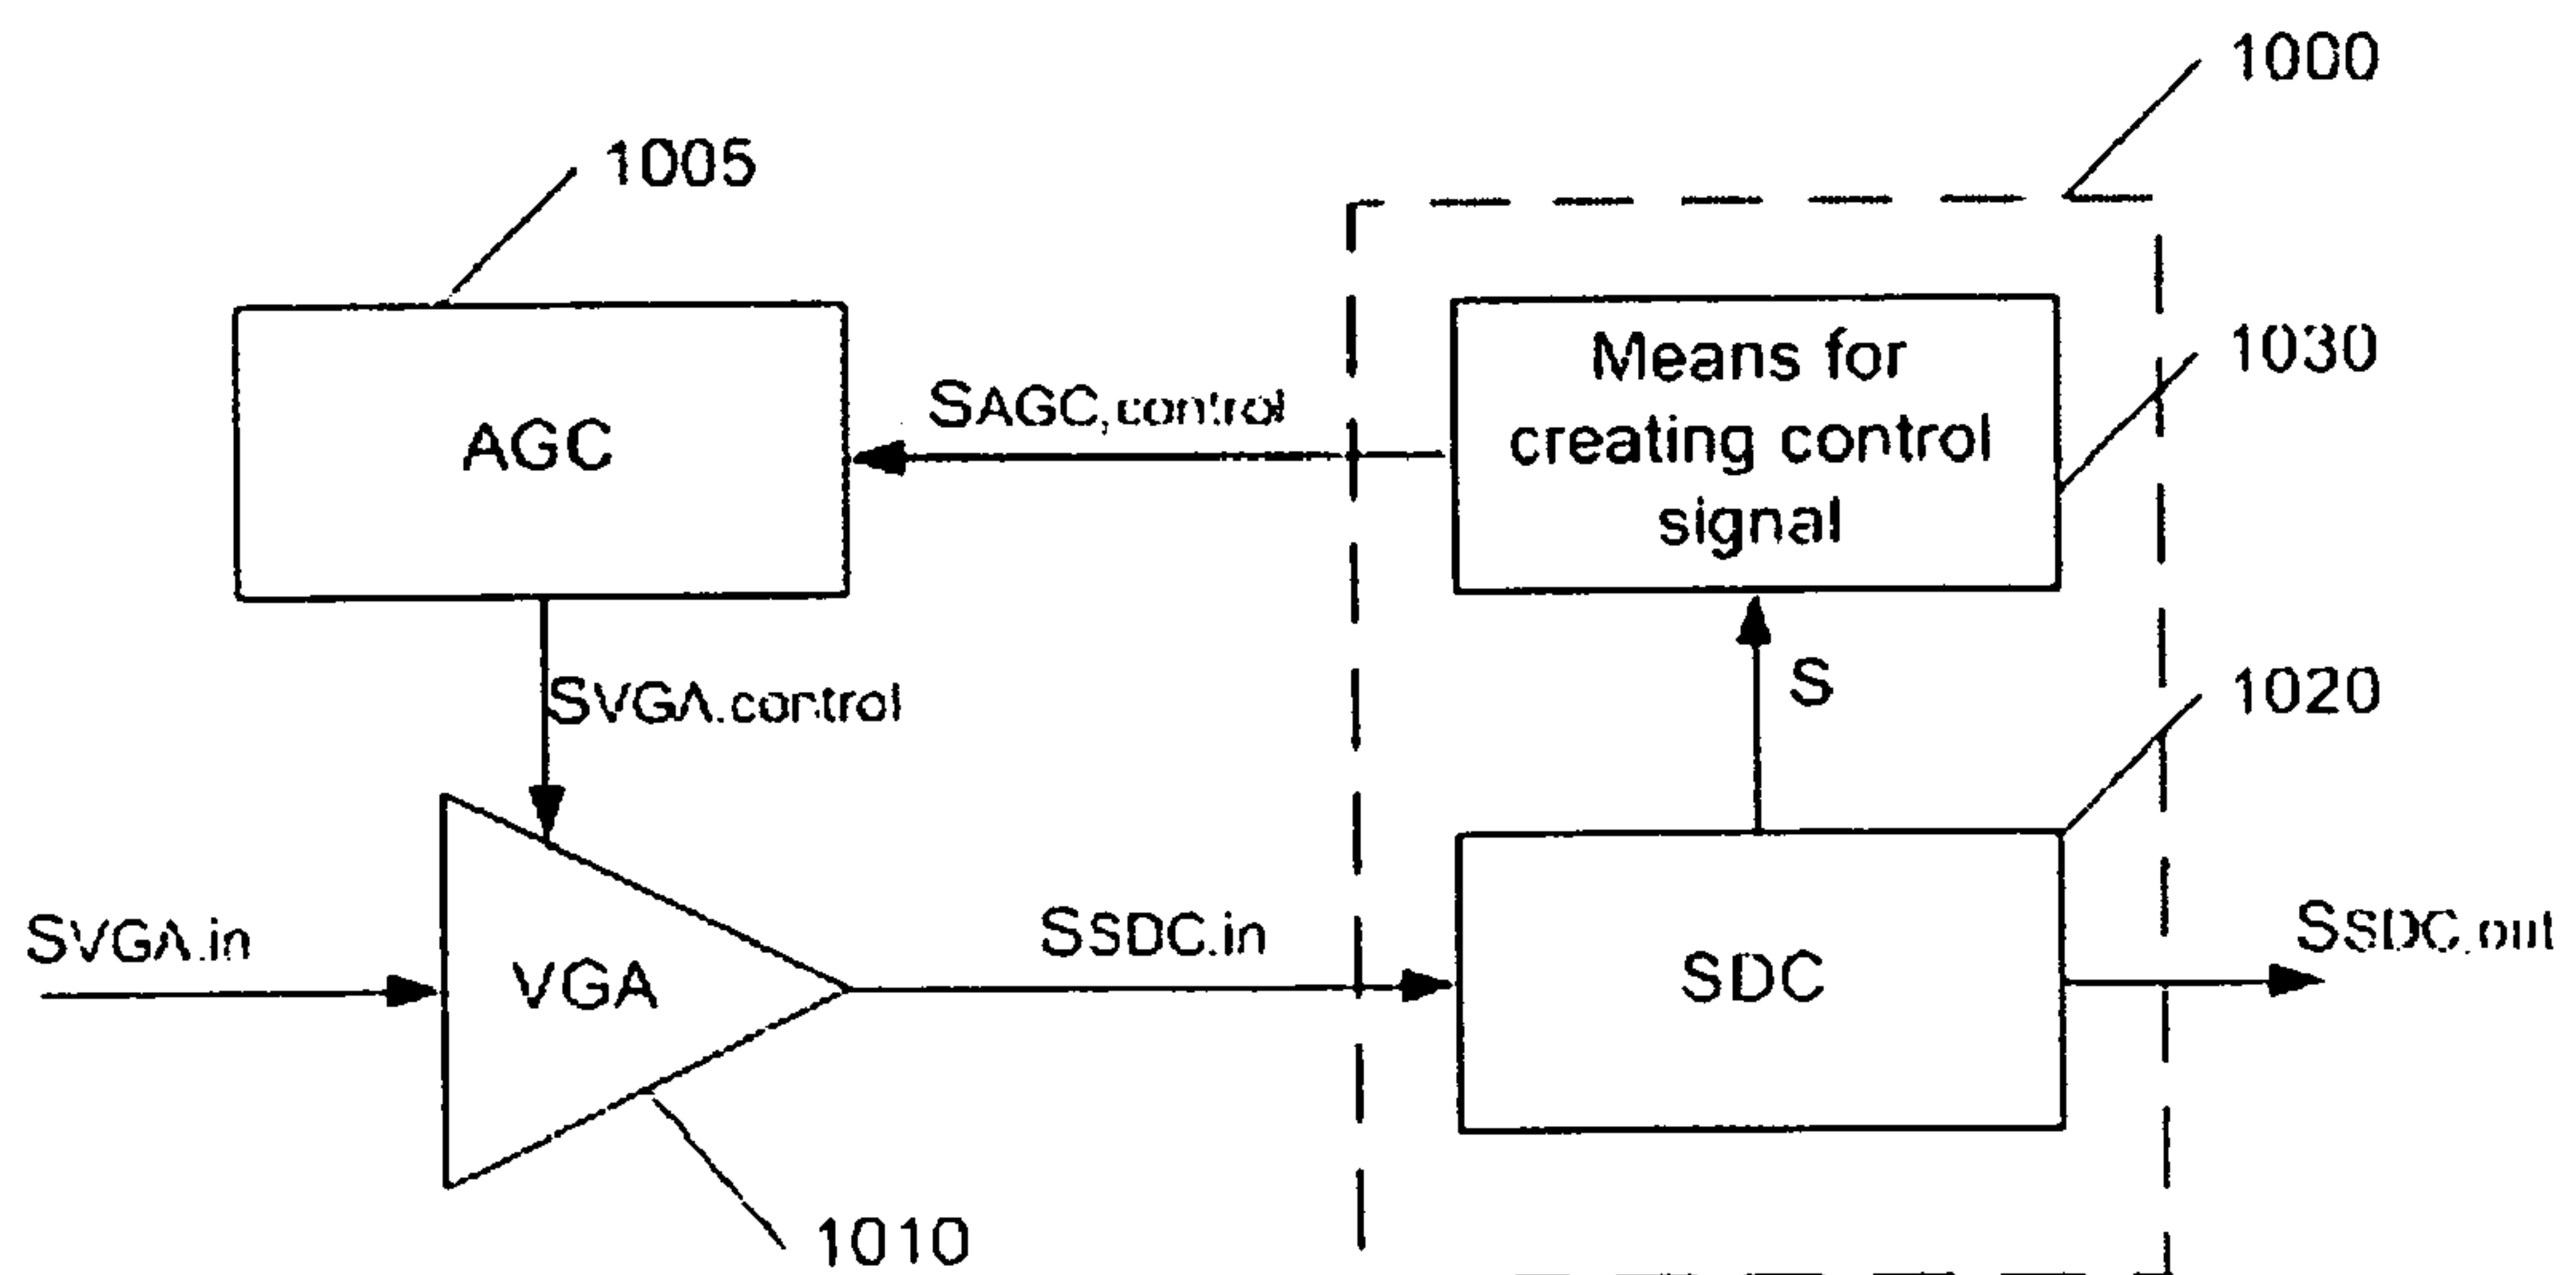 1000
1005
Means for
creating control
signal
1030
SAGC,control
AGC
S
1020
SVGA.control
SVGA.in
VGA
SSDC.in
SDC
SSDC.out
1010